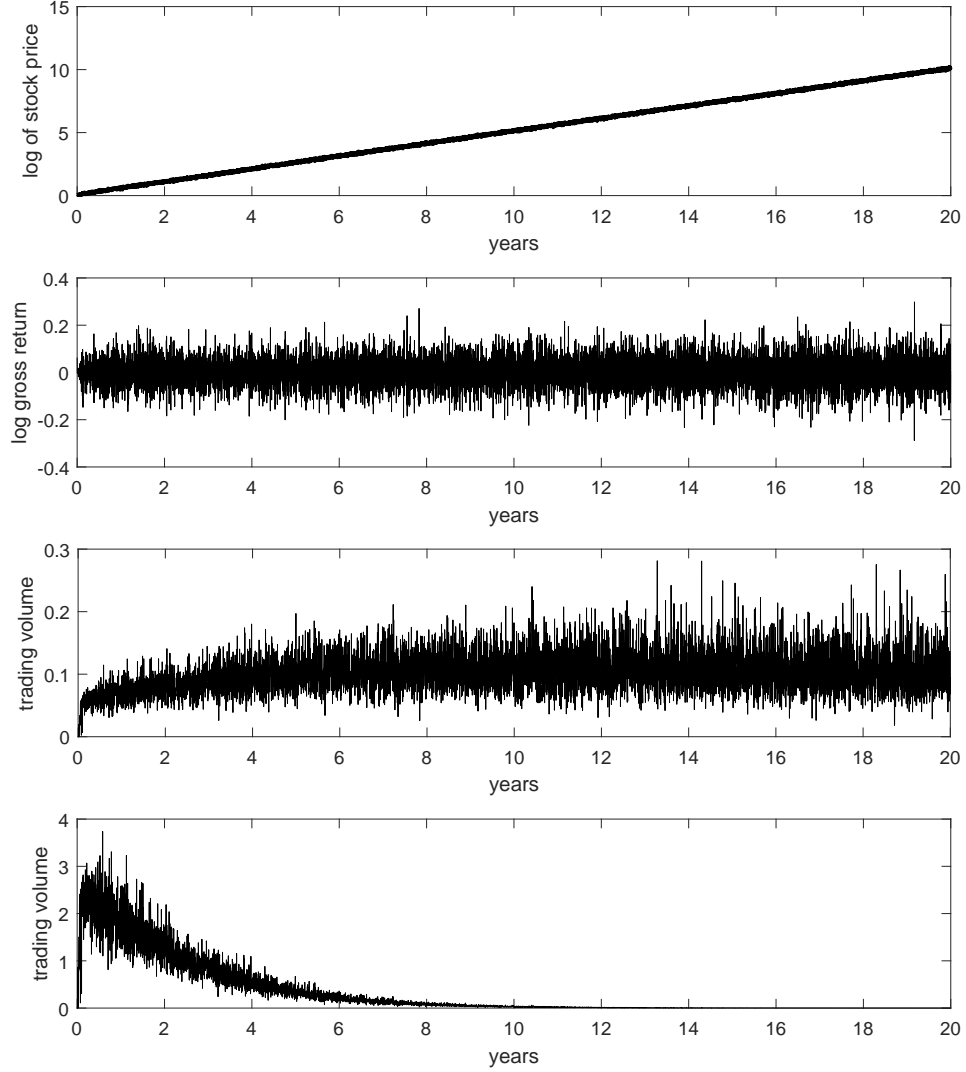 15
10
5
0
log of stock price
0 2 4 6 8 10 12 14 16 18 20
years
0.4
0.2
0
-0.2
-0.4
log gross return
0 2 4 6 8 10 12 14 16 18 20
years
0.3
0.2
0.1
0
trading volume
0 2 4 6 8 10 12 14 16 18 20
years
4
3
2
1
0
trading volume
0 2 4 6 8 10 12 14 16 18 20
years